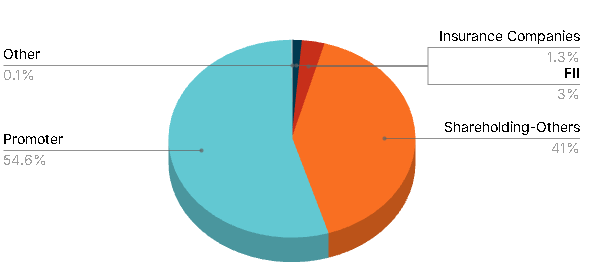 Insurance Companies
1.3%
FII
3%
Other
0.1%
Promoter
54.6%
Shareholding-Others
41%